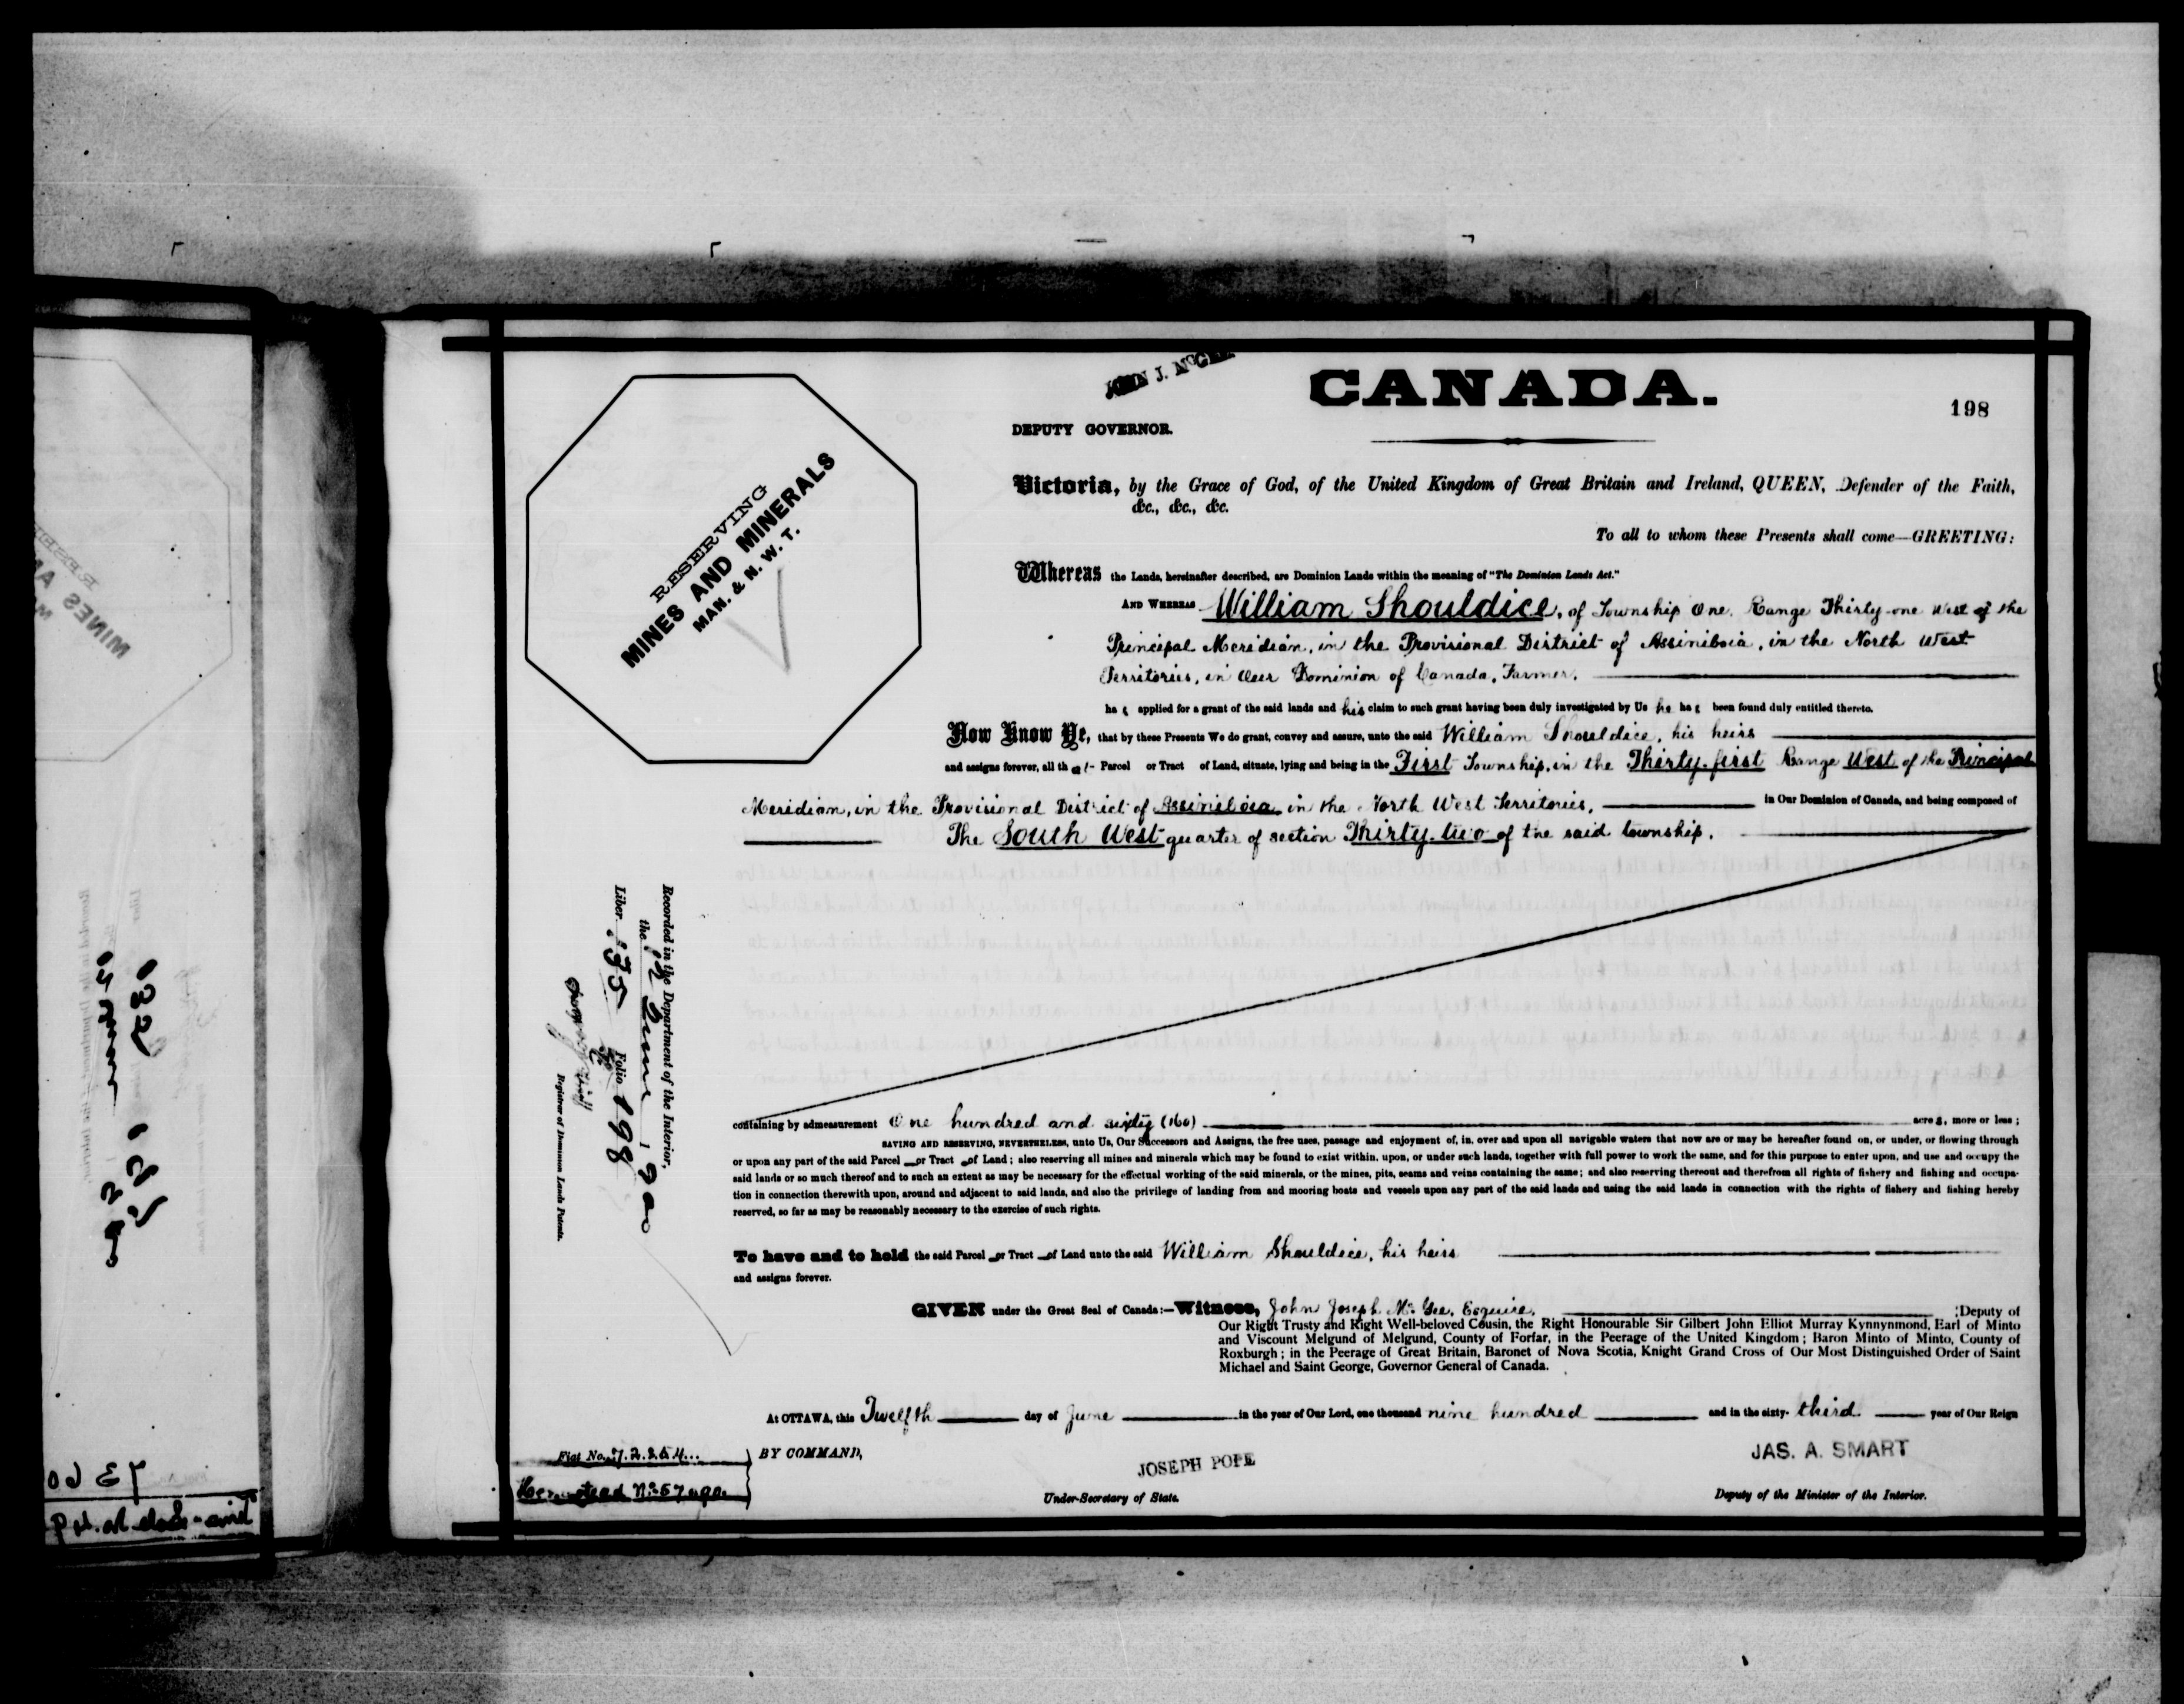 JOHN J. McGEE
CANADA.
198
DEPUTY GOVERNOR.
RESERVING
MINES AND MINERALS
MAN. & N. W. T.
Victoria, by the Grace of God, of the United Kingdom of Great Britain and Ireland, QUEEN, Defender of the Faith,
&c., &c., &c.
To all to whom these Presents shall come—GREETING:
Whereas the Lands, hereinafter described, are Dominion Lands within the meaning of "The Dominion Lands Act."
AND WHEREAS William Shouldice, of Township One. Range Thirty-one West of the
Principal Meridian, in the Provisional District of Assiniboia, in the North West
Territories, in Our Dominion of Canada, Farmer,
has applied for a grant of the said lands and his claim to such grant having been duly investigated by Us he has been found duly entitled thereto.
Now Know Ye, that by these Presents We do grant, convey and assure, unto the said William Shouldice, his heirs
and assigns forever, all that Parcel or Tract of Land, situate, lying and being in the First Township, in the Thirty-first Range West of the Principal
Meridian, in the Provisional District of Assiniboia in the North West Territories, in Our Dominion of Canada, and being composed of
The South West quarter of section Thirty-two of the said township.
Recorded in the Department of the Interior,
the 12 June 1900
Liber 135 Folio 198
Registrar of Dominion Lands Patents.
containing by admeasurement One hundred and sixty (160) acres, more or less;
SAVING AND RESERVING, NEVERTHELESS, unto Us, Our Successors and Assigns, the free uses, passage and enjoyment of, in, over and upon all navigable waters that now are or may be hereafter found on, or under, or flowing through
or upon any part of the said Parcel or Tract of Land; also reserving all mines and minerals which may be found to exist within, upon, or under such lands, together with full power to work the same, and for this purpose to enter upon, and use and occupy the
said lands or so much thereof and to such an extent as may be necessary for the effectual working of the said minerals, or the mines, pits, seams and veins containing the same; and also reserving thereout and therefrom all rights of fishery and fishing and occupa-
tion in connection therewith upon, around and adjacent to said lands, and also the privilege of landing from and mooring boats and vessels upon any part of the said lands and using the said lands in connection with the rights of fishery and fishing hereby
reserved, so far as may be reasonably necessary to the exercise of such rights.
To have and to hold the said Parcel or Tract of Land unto the said William Shouldice, his heirs
and assigns forever.
GIVEN under the Great Seal of Canada:—Witness, John Joseph McGee, Esquire, Deputy of
Our Right Trusty and Right Well-beloved Cousin, the Right Honourable Sir Gilbert John Elliot Murray Kynnynmond, Earl of Minto
and Viscount Melgund of Melgund, County of Forfar, in the Peerage of the United Kingdom; Baron Minto of Minto, County of
Roxburgh; in the Peerage of Great Britain, Baronet of Nova Scotia, Knight Grand Cross of Our Most Distinguished Order of Saint
Michael and Saint George, Governor General of Canada.
At OTTAWA, this Twelfth day of June in the year of Our Lord, one thousand nine hundred and in the sixty-third year of Our Reign
Fiat No.
BY COMMAND,
Homestead No
JOSEPH POPE
Under-Secretary of State.
JAS. A. SMART
Deputy of the Minister of the Interior.